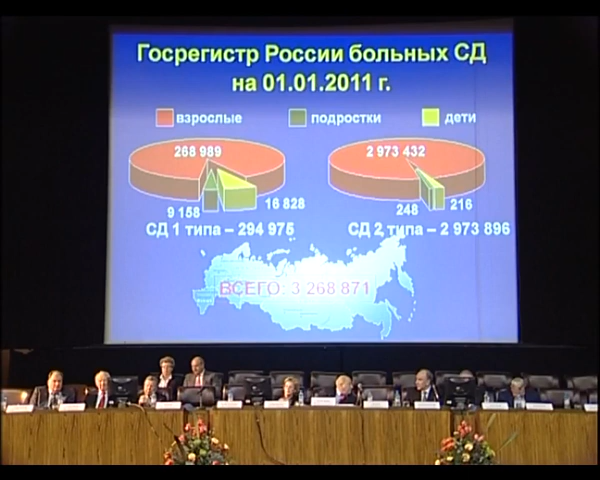 Госрегистр России больных СД
на 01.01.2011 г.
взрослые подростки дети
268 989
9 158
16 828
СД 1 типа – 294 975
2 973 432
248
216
СД 2 типа – 2 973 896
ВСЕГО: 3 268 871